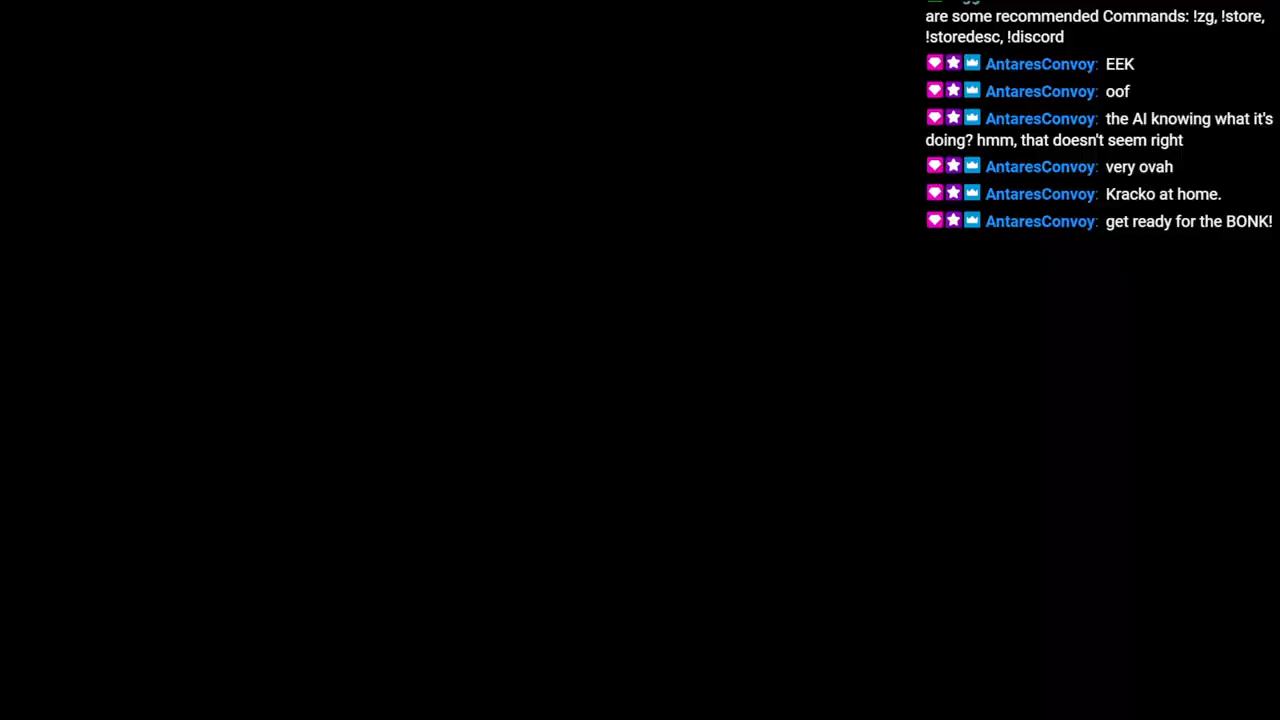 are some recommended Commands: !zg, !store,
!storedesc, !discord
AntaresConvoy: EEK
AntaresConvoy: oof
AntaresConvoy: the AI knowing what it's
doing? hmm, that doesn't seem right
AntaresConvoy: very ovah
AntaresConvoy: Kracko at home.
AntaresConvoy: get ready for the BONK!